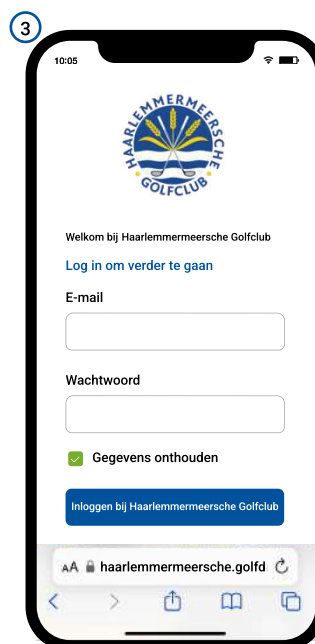 3
10:05
HAARLEMMERMEERSCHE
GOLFCLUB
Welkom bij Haarlemmermeersche Golfclub
Log in om verder te gaan
E-mail
Wachtwoord
Gegevens onthouden
Inloggen bij Haarlemmermeersche Golfclub
AA haarlemmermeersche.golfd